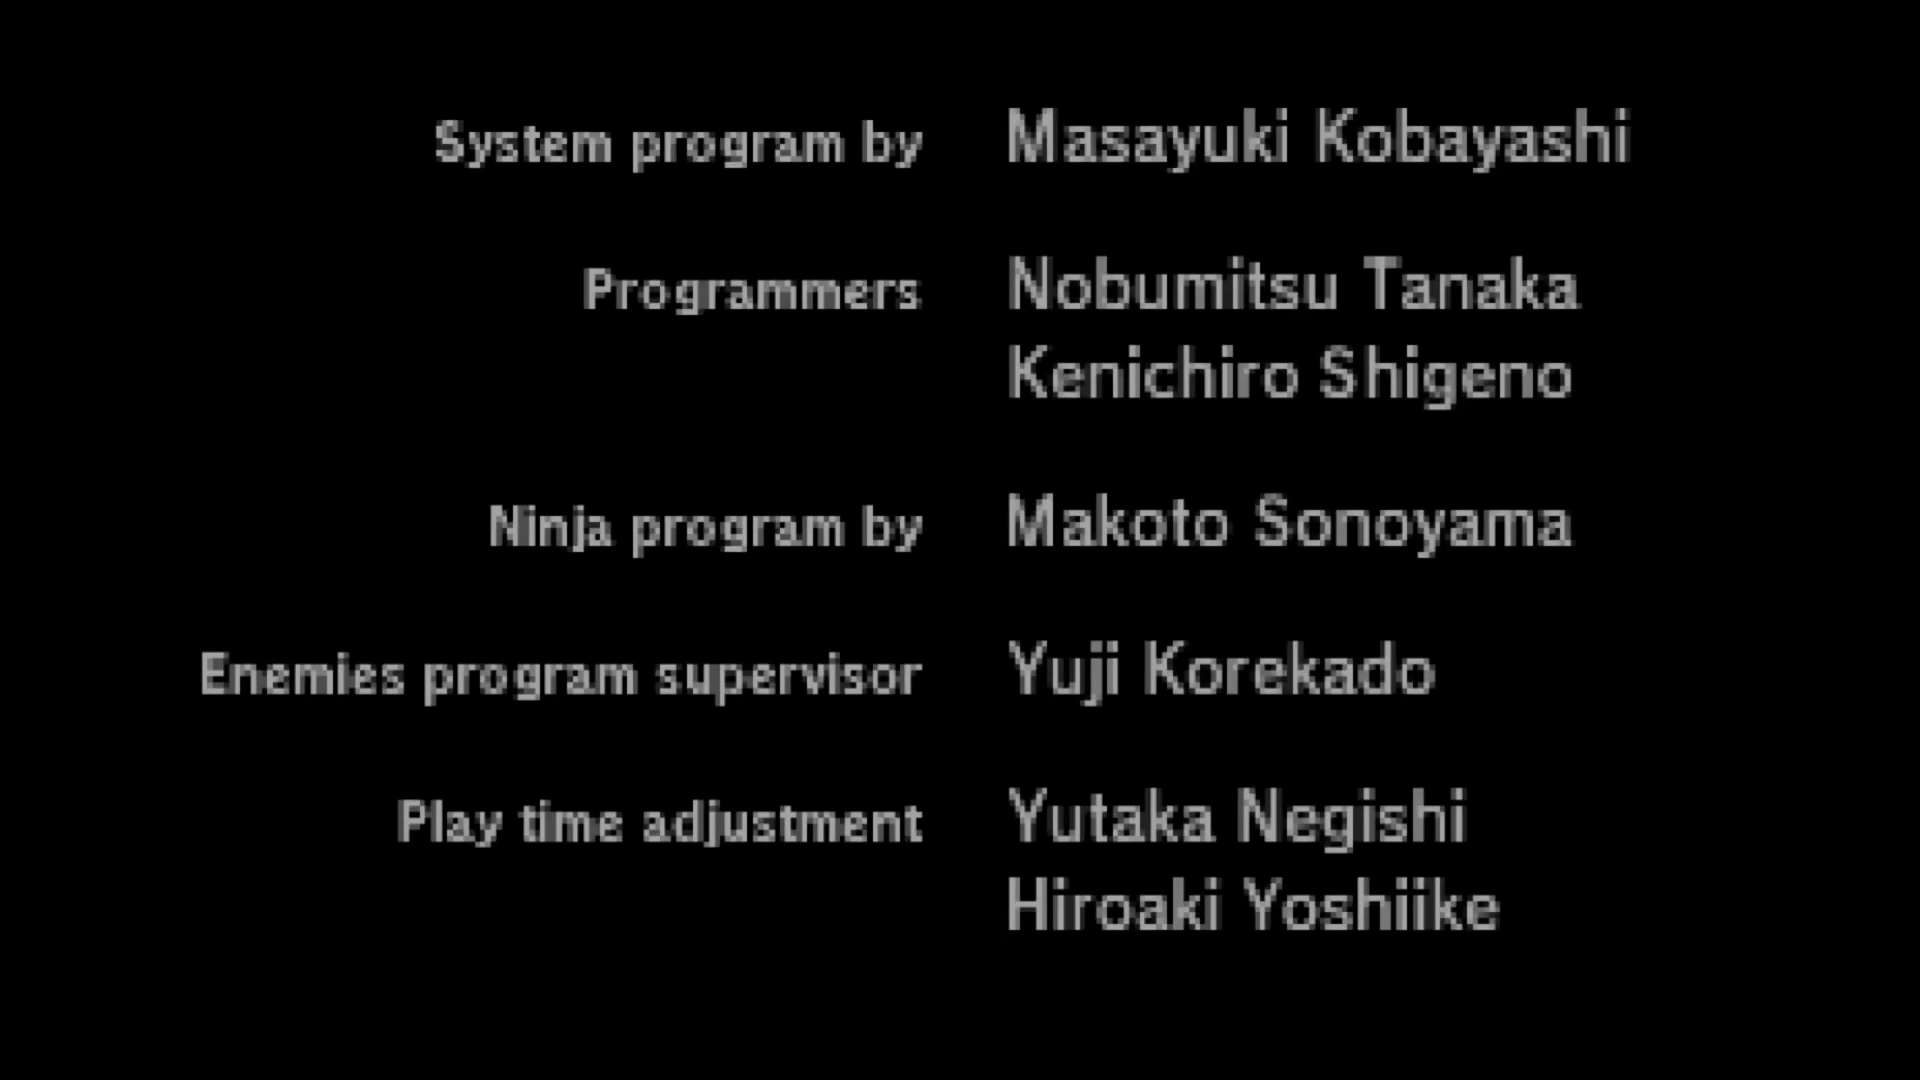 System program by Masayuki Kobayashi
Programmers Nobumitsu Tanaka
Kenichiro Shigeno
Ninja program by Makoto Sonoyama
Enemies program supervisor Yuji Korekado
Play time adjustment Yutaka Negishi
Hiroaki Yoshiike